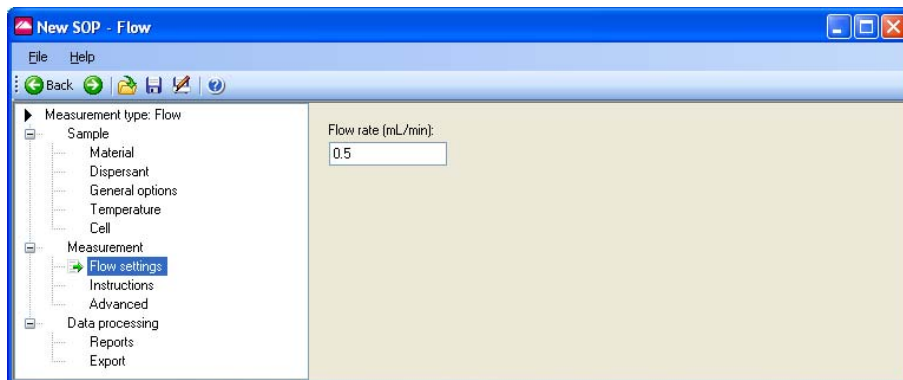 New SOP - Flow
File Help
Back
Measurement type: Flow
Sample
Material
Dispersant
General options
Temperature
Cell
Measurement
Flow settings
Instructions
Advanced
Data processing
Reports
Export
Flow rate (mL/min):
0.5